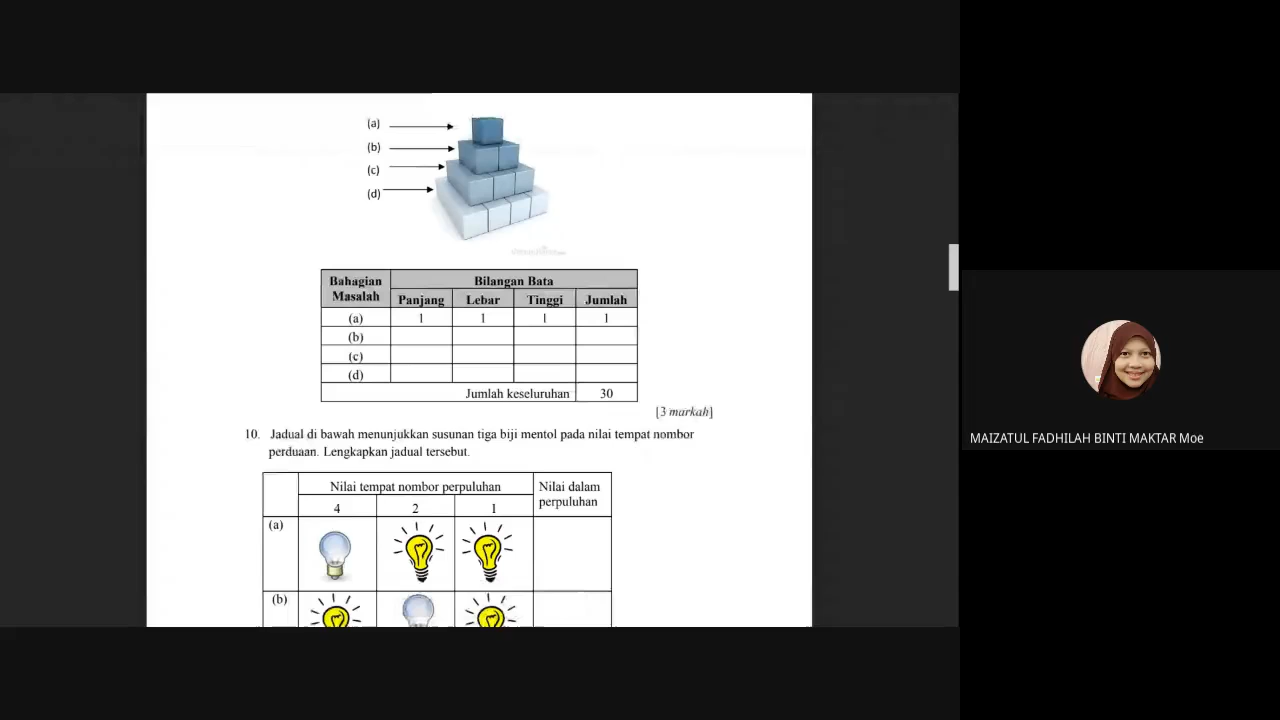 (a)
(b)
(c)
(d)
Bahagian Masalah Bilangan Bata
Panjang Lebar Tinggi Jumlah
(a) 1 1 1 1
(b)
(c)
(d)
Jumlah keseluruhan 30
[3 markah]
10. Jadual di bawah menunjukkan susunan tiga biji mentol pada nilai tempat nombor
perduaan. Lengkapkan jadual tersebut.
Nilai tempat nombor perpuluhan Nilai dalam perpuluhan
4 2 1
(a)
(b)
MAIZATUL FADHILAH BINTI MAKTAR Moe